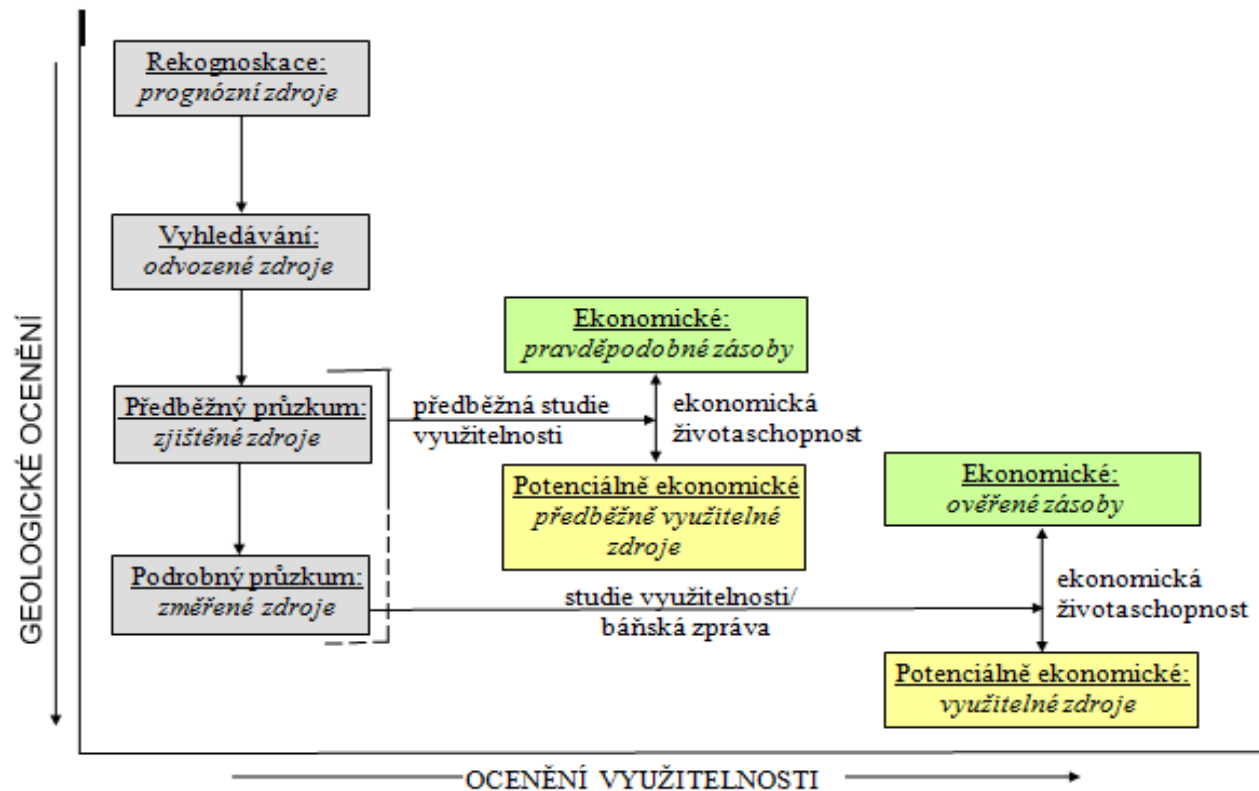 Rekognoskace:
prognózní zdroje
Vyhledávání:
odvozené zdroje
Ekonomické:
pravděpodobné zásoby
Předběžný průzkum:
zjištěné zdroje
předběžná studie
využitelnosti
ekonomická
životaschopnost
Potenciálně ekonomické
předběžně využitelné
zdroje
Ekonomické:
ověřené zásoby
Podrobný průzkum:
změřené zdroje
studie využitelnosti/
báňská zpráva
ekonomická
životaschopnost
Potenciálně ekonomické:
využitelné zdroje
GEOLOGICKÉ OCENĚNÍ
OCENĚNÍ VYUŽITELNOSTI